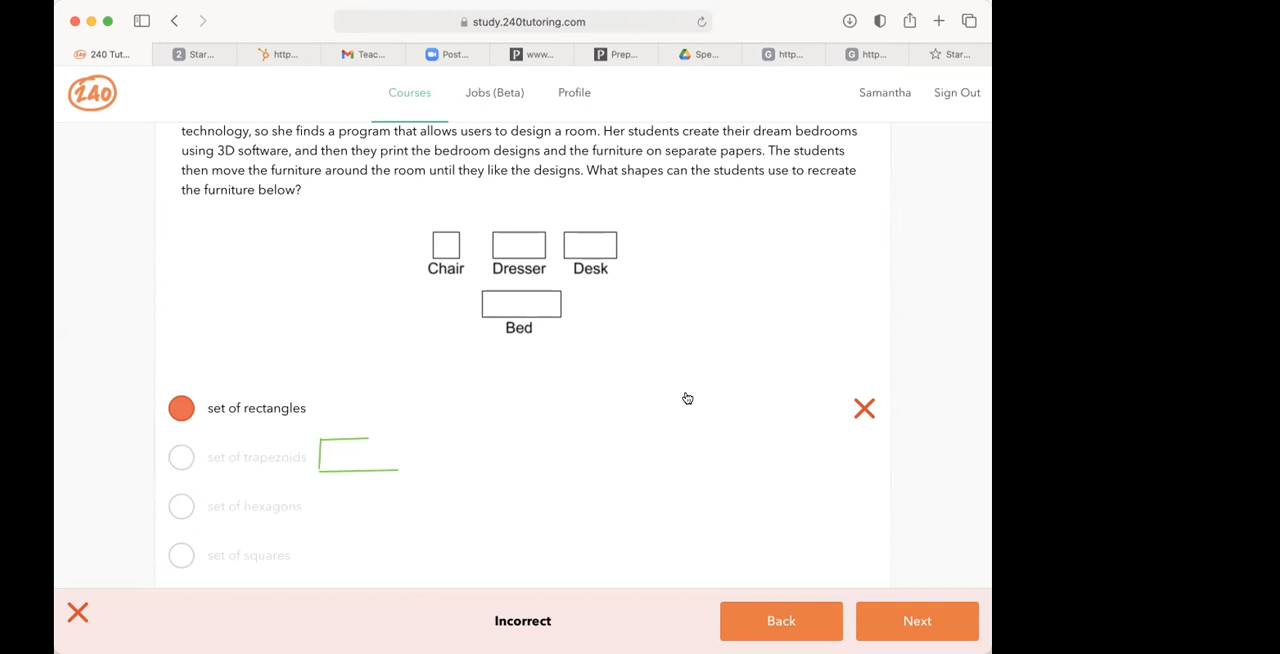 study.240tutoring.com
240 Tut...
2 Star...
http...
Teac...
Post...
P www...
P Prep...
Spe...
G http...
G http...
Star...
240
Courses
Jobs (Beta)
Profile
Samantha
Sign Out
technology, so she finds a program that allows users to design a room. Her students create their dream bedrooms
using 3D software, and then they print the bedroom designs and the furniture on separate papers. The students
then move the furniture around the room until they like the designs. What shapes can the students use to recreate
the furniture below?
Chair
Dresser
Desk
Bed
set of rectangles
set of trapezoids
set of hexagons
set of squares
Incorrect
Back
Next